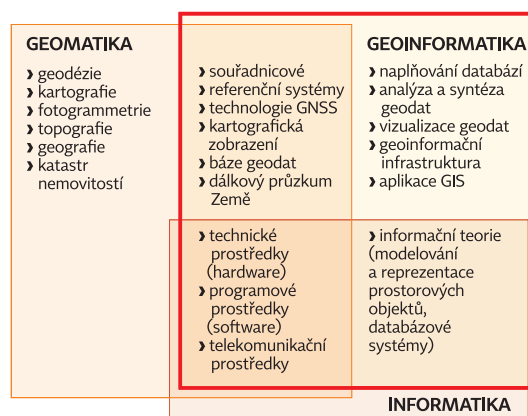 GEOMATIKA
❯ geodézie
❯ kartografie
❯ fotogrammetrie
❯ topografie
❯ geografie
❯ katastr
nemovitostí
❯ souřadnicové
❯ referenční systémy
❯ technologie GNSS
❯ kartografická
zobrazení
❯ báze geodat
❯ dálkový průzkum
Země
GEOINFORMATIKA
❯ naplňování databází
❯ analýza a syntéza
geodat
❯ vizualizace geodat
❯ geoinformační
infrastruktura
❯ aplikace GIS
❯ technické
prostředky
(hardware)
❯ programové
prostředky
(software)
❯ telekomunikační
prostředky
❯ informační teorie
(modelování
a reprezentace
prostorových
objektů,
databázové
systémy)
INFORMATIKA